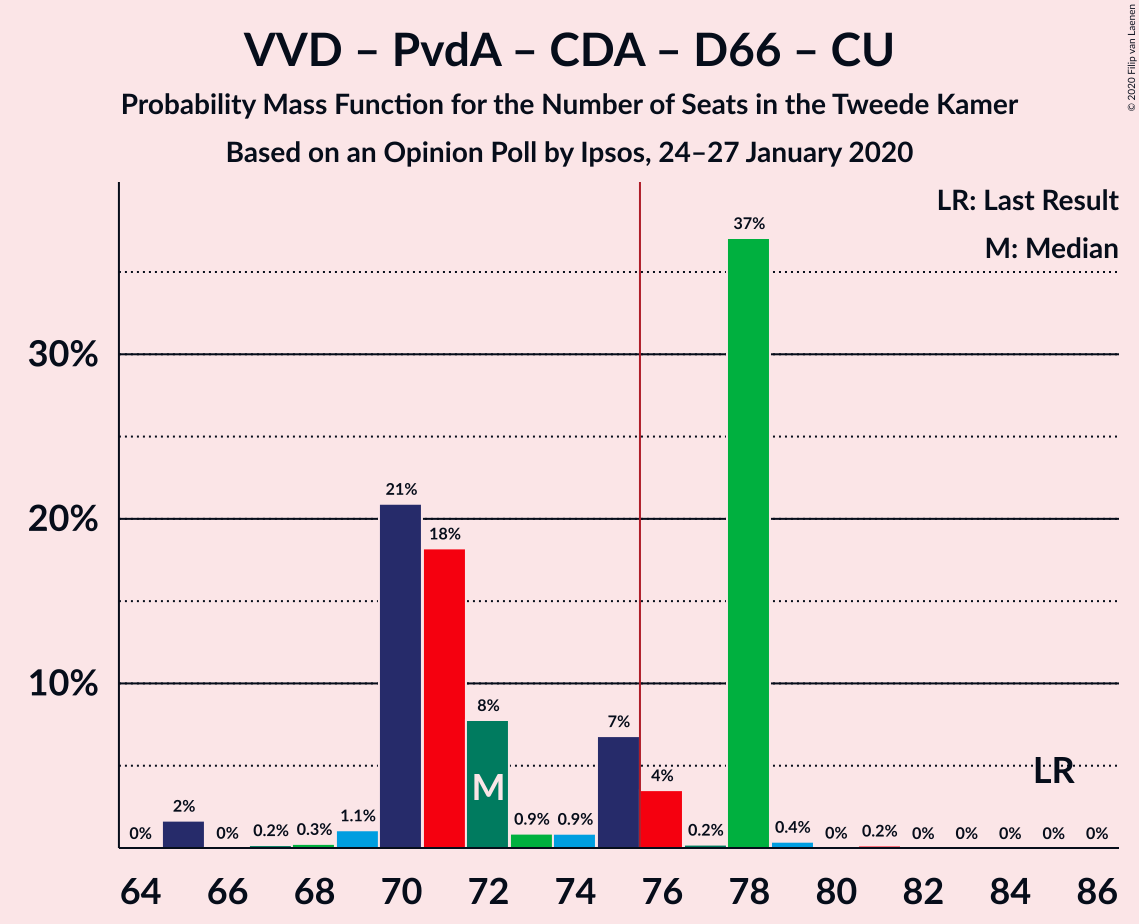 VVD – PvdA – CDA – D66 – CU
Probability Mass Function for the Number of Seats in the Tweede Kamer
Based on an Opinion Poll by Ipsos, 24–27 January 2020
© 2020 Filip van Laenen
LR: Last Result
M: Median
30%
20%
10%
0% 2% 0% 0.2% 0.3% 1.1% 21% 18% 8% 0.9% 0.9% 7% 4% 0.2% 37% 0.4% 0% 0.2% 0% 0% 0% 0% 0%
M
LR
64 66 68 70 72 74 76 78 80 82 84 86